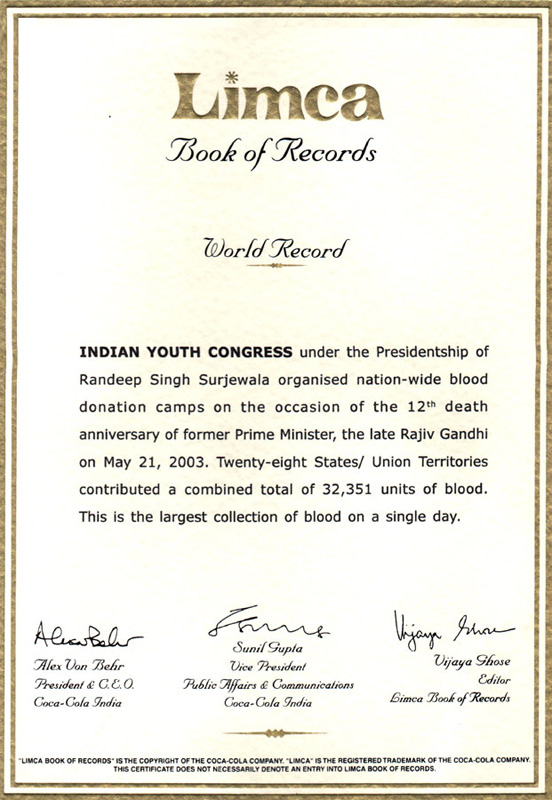 Limca
Book of Records
World Record
INDIAN YOUTH CONGRESS under the Presidentship of
Randeep Singh Surjewala organised nation-wide blood
donation camps on the occasion of the 12th death
anniversary of former Prime Minister, the late Rajiv Gandhi
on May 21, 2003. Twenty-eight States/ Union Territories
contributed a combined total of 32,351 units of blood.
This is the largest collection of blood on a single day.
Alex Von Behr
President & C.E.O.
Coca-Cola India
Sunil Gupta
Vice President
Public Affairs & Communications
Coca-Cola India
Vijaya Ghose
Vijaya Ghose
Editor
Limca Book of Records
"LIMCA BOOK OF RECORDS" IS THE COPYRIGHT OF THE COCA-COLA COMPANY. "LIMCA" IS THE REGISTERED TRADEMARK OF THE COCA-COLA COMPANY.
THIS CERTIFICATE DOES NOT NECESSARILY DENOTE AN ENTRY INTO LIMCA BOOK OF RECORDS.